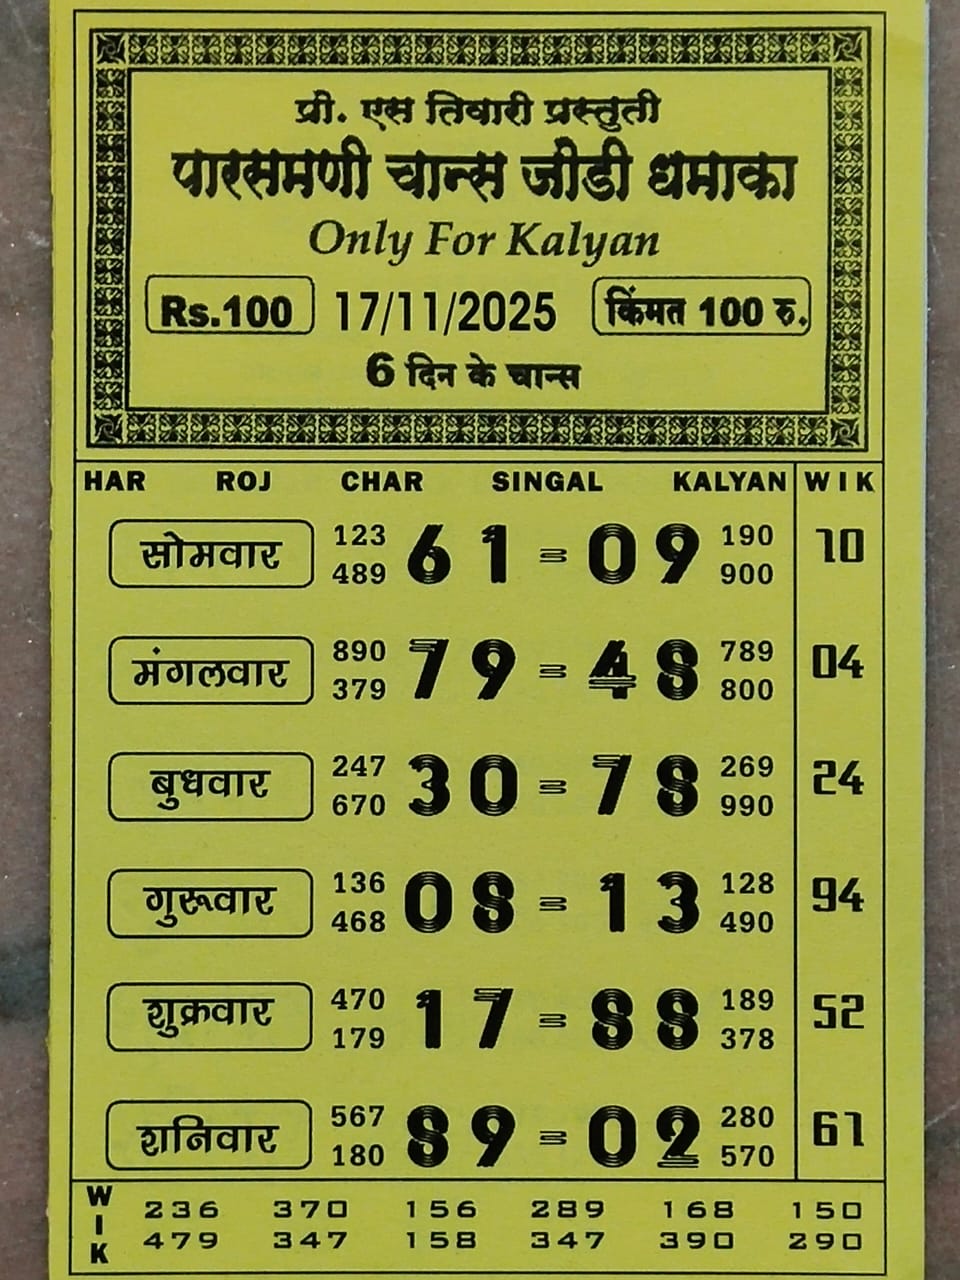 प्री. एस तिवारी प्रस्तुती
पारसमणी चान्स जीडी धमाका
Only For Kalyan
Rs.100 17/11/2025 किंमत 100 रु.
6 दिन के चान्स
HAR ROJ CHAR SINGAL KALYAN WIK
सोमवार 123 489 61=09 190 900 10
मंगलवार 890 379 79=48 789 800 04
बुधवार 247 670 30=78 269 990 24
गुरूवार 136 468 08=13 128 490 94
शुक्रवार 470 179 17=88 189 378 52
शनिवार 567 180 89=02 280 570 61
WIK
236 370 156 289 168 150
479 347 158 347 390 290